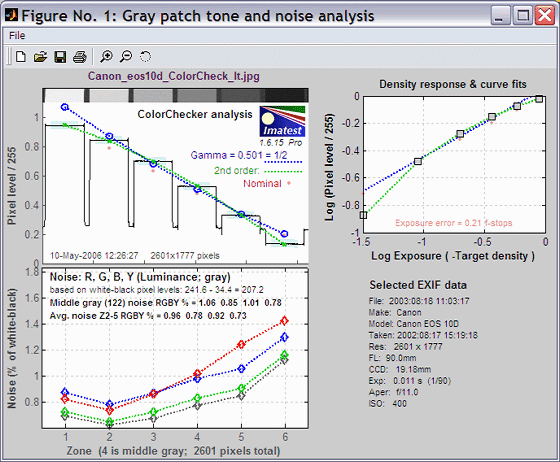 Figure No. 1: Gray patch tone and noise analysis
File
Canon_eos10d_ColorCheck_lt.jpg
ColorChecker analysis
Imatest
1.6.15 Pro
Gamma = 0.501 = 1/2
2nd order:
Nominal *
Pixel level / 255
1
0.8
0.6
0.4
0.2
0
10-May-2006 12:26:27 2601x1777 pixels
Noise: R, G, B, Y (Luminance; gray)
based on white-black pixel levels: 241.6 - 34.4 = 207.2
Middle gray (122) noise RGBY % = 1.06 0.85 1.01 0.78
Avg. noise Z2-5 RGBY % = 0.96 0.78 0.92 0.73
Noise (% of white-black)
1.8
1.6
1.4
1.2
1
0.8
1 2 3 4 5 6
Zone (4 is middle gray; 2601 pixels total)
Density response & curve fits
Log (Pixel level / 255)
0
-0.2
-0.4
-0.6
-0.8
-1
Exposure error = 0.21 f-stops
-1.5 -1 -0.5 0
Log Exposure ( -Target density )
Selected EXIF data
File: 2003:08:18 11:03:17
Make: Canon
Model: Canon EOS 10D
Taken: 2002:08:17 15:19:18
Res: 2601 x 1777
FL: 90.0mm
CCD: 19.18mm
Exp: 0.011 s (1/90)
Aper: f/11.0
ISO: 400